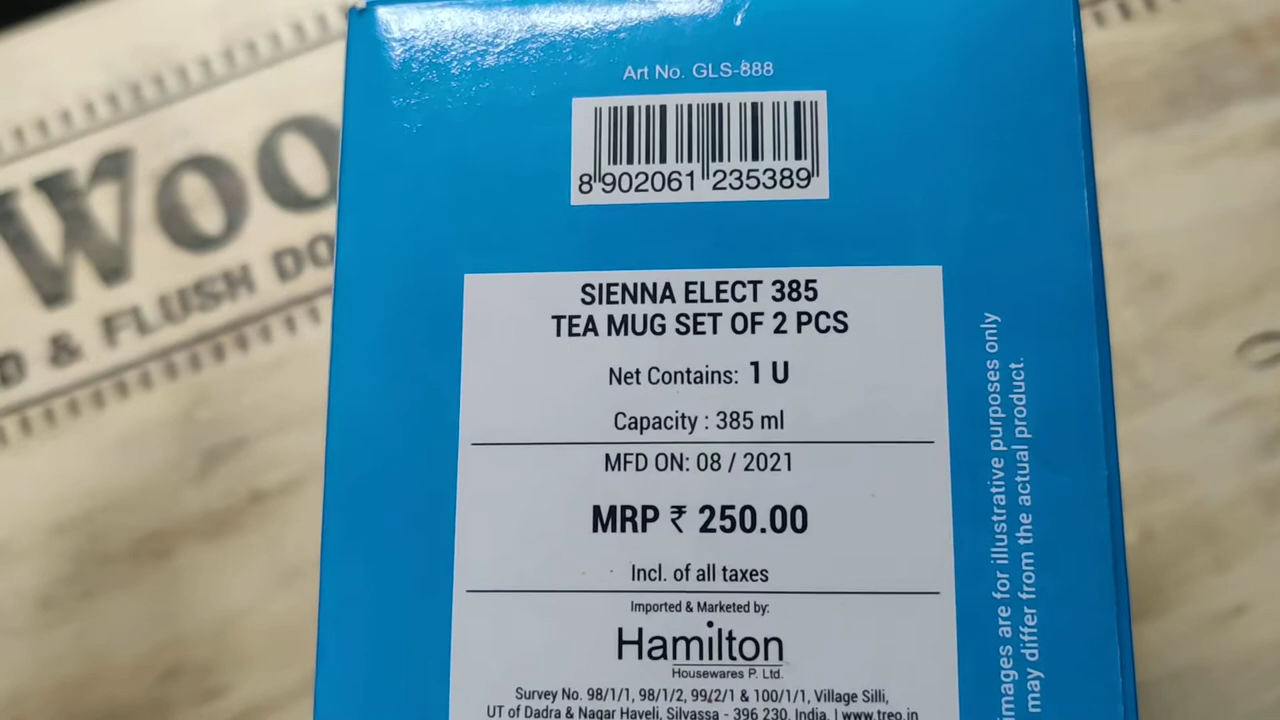 Art No. GLS-888
8 902061 235389
SIENNA ELECT 385
TEA MUG SET OF 2 PCS
Net Contains: 1 U
Capacity : 385 ml
MFD ON: 08 / 2021
MRP ₹ 250.00
Incl. of all taxes
Imported & Marketed by:
Hamilton
Housewares P. Ltd.
Survey No. 98/1/1, 98/1/2, 99/2/1 & 100/1/1, Village Silli,
UT of Dadra & Nagar Haveli, Silvassa - 396 230, India. | www.treo.in
images are for illustrative purposes only
may differ from the actual product.
Woo
D & FLUSH DO